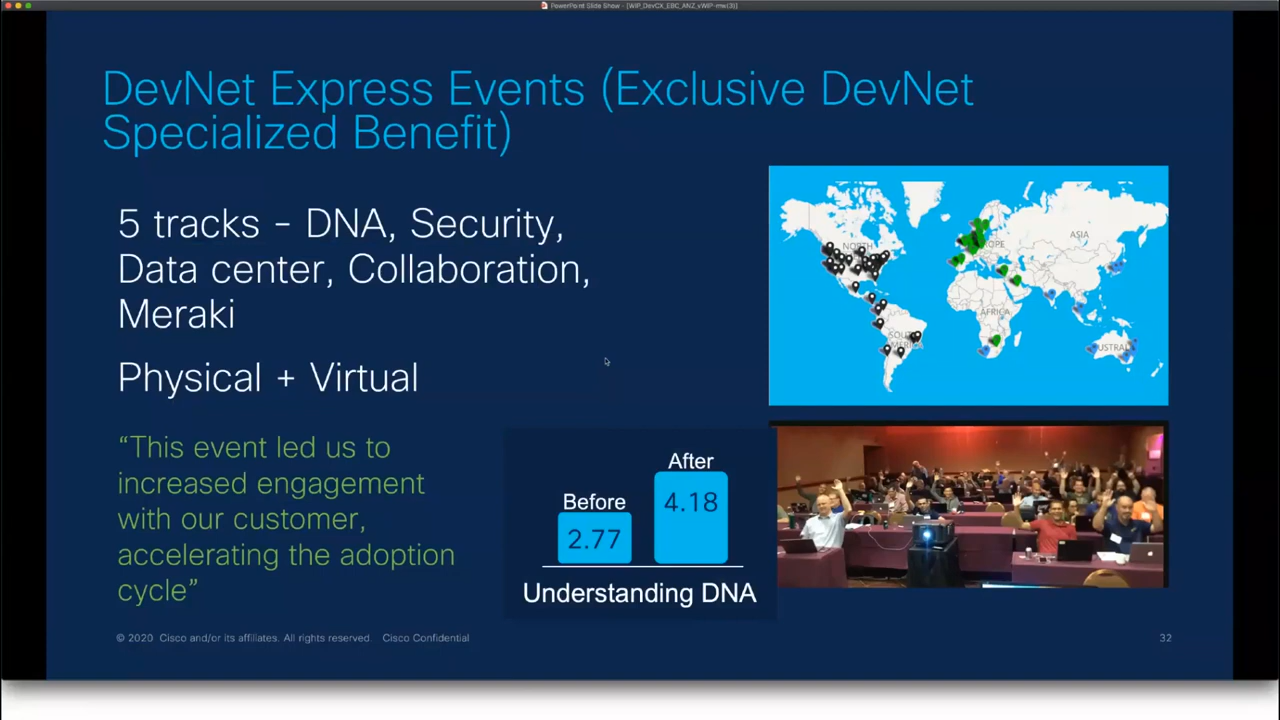 PowerPoint Slide Show - [WIP_DevCX_EBC_ANZ_vWIP-mw(3)]
DevNet Express Events (Exclusive DevNet
Specialized Benefit)
5 tracks – DNA, Security,
Data center, Collaboration,
Meraki
Physical + Virtual
“This event led us to
increased engagement
with our customer,
accelerating the adoption
cycle”
Before
2.77
After
4.18
Understanding DNA
NORTH
ASIA
AFRICA
© 2020 Cisco and/or its affiliates. All rights reserved. Cisco Confidential
32